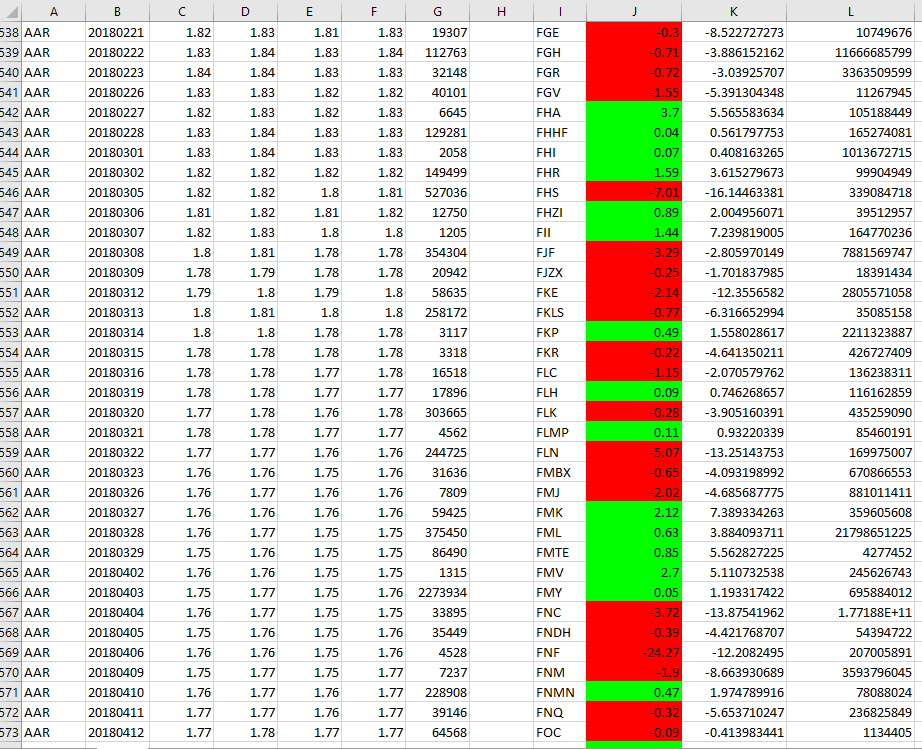 A B C D E F G H I J K L
538 AAR 20180221 1.82 1.83 1.81 1.83 19307 FGE -0.3 -8.522727273 10749676
539 AAR 20180222 1.83 1.84 1.83 1.84 112763 FGH -0.71 -3.886152162 11666685799
540 AAR 20180223 1.84 1.84 1.83 1.83 32148 FGR -0.72 -3.03925707 3363509599
541 AAR 20180226 1.83 1.83 1.82 1.82 40101 FGV -1.55 -5.391304348 11267945
542 AAR 20180227 1.82 1.83 1.82 1.83 6645 FHA 3.7 5.565583634 105188449
543 AAR 20180228 1.83 1.84 1.83 1.83 129281 FHHF 0.04 0.561797753 165274081
544 AAR 20180301 1.83 1.84 1.83 1.83 2058 FHI 0.07 0.408163265 1013672715
545 AAR 20180302 1.82 1.82 1.82 1.82 149499 FHR 1.59 3.615279673 99904949
546 AAR 20180305 1.82 1.82 1.8 1.81 527036 FHS -7.01 -16.14463381 339084718
547 AAR 20180306 1.81 1.82 1.81 1.82 12750 FHZI 0.89 2.004956071 39512957
548 AAR 20180307 1.82 1.83 1.8 1.8 1205 FII 1.44 7.239819005 164770236
549 AAR 20180308 1.8 1.81 1.78 1.78 354304 FJF -3.29 -2.805970149 7881569747
550 AAR 20180309 1.78 1.79 1.78 1.78 20942 FJZX -0.25 -1.701837985 18391434
551 AAR 20180312 1.79 1.8 1.79 1.8 58635 FKE -2.14 -12.3556582 2805571058
552 AAR 20180313 1.8 1.81 1.8 1.8 258172 FKLS -0.77 -6.316652994 35085158
553 AAR 20180314 1.8 1.8 1.78 1.78 3117 FKP 0.49 1.558028617 2211323887
554 AAR 20180315 1.78 1.78 1.78 1.78 3318 FKR -0.22 -4.641350211 426727409
555 AAR 20180316 1.78 1.78 1.78 1.78 16518 FLC -1.15 -2.070579762 136238311
556 AAR 20180319 1.78 1.78 1.77 1.77 17896 FLH 0.09 0.746268657 116162859
557 AAR 20180320 1.77 1.78 1.76 1.78 303665 FLK -0.28 -3.905160391 435259090
558 AAR 20180321 1.78 1.78 1.77 1.77 4562 FLMP 0.11 0.93220339 85460191
559 AAR 20180322 1.77 1.77 1.76 1.76 244725 FLN -5.07 -13.25143753 169975007
560 AAR 20180323 1.76 1.76 1.75 1.76 31636 FMBX -0.65 -4.093198992 670866553
561 AAR 20180326 1.76 1.77 1.76 1.76 7809 FMJ -2.02 -4.685687775 881011411
562 AAR 20180327 1.76 1.76 1.76 1.76 59425 FMK 2.12 7.389334263 359605608
563 AAR 20180328 1.76 1.77 1.75 1.75 375450 FML 0.63 3.884093711 21798651225
564 AAR 20180329 1.75 1.76 1.75 1.75 86490 FMTE 0.85 5.562827225 4277452
565 AAR 20180402 1.76 1.76 1.75 1.75 1315 FMV 2.7 5.110732538 245626743
566 AAR 20180403 1.75 1.77 1.75 1.76 2273934 FMY 0.05 1.193317422 695884012
567 AAR 20180404 1.76 1.77 1.75 1.75 33895 FNC -3.72 -13.87541962 1.77188E+11
568 AAR 20180405 1.75 1.76 1.75 1.76 35449 FNDH -0.39 -4.421768707 54394722
569 AAR 20180406 1.76 1.76 1.75 1.76 4528 FNF -24.27 -12.2082495 207005891
570 AAR 20180409 1.75 1.77 1.75 1.77 7237 FNM -1.9 -8.663930689 3593796045
571 AAR 20180410 1.76 1.77 1.76 1.77 228908 FNMN 0.47 1.974789916 78088024
572 AAR 20180411 1.77 1.77 1.76 1.77 39146 FNQ -0.32 -5.653710247 236825849
573 AAR 20180412 1.77 1.78 1.77 1.77 64568 FOC -0.09 -0.413983441 1134405